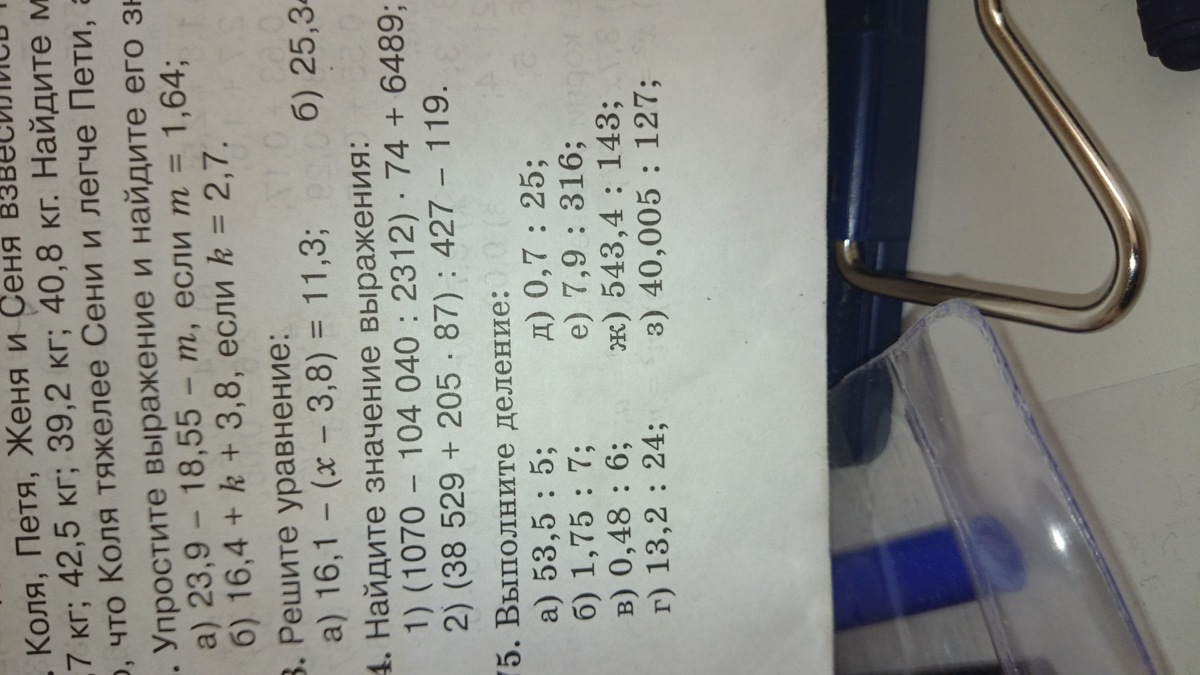 Коля, Петя, Женя и Сеня взвесились
7 кг; 42,5 кг; 39,2 кг; 40,8 кг. Найдите
что Коля тяжелее Сени и легче Пети,
Упростите выражение и найдите его
а) 23,9 – 18,55 – m, если m = 1,64;
б) 16,4 + k + 3,8, если k = 2,7.
3. Решите уравнение:
а) 16,1 – (x – 3,8) = 11,3; б) 25,34
4. Найдите значение выражения:
1) (1070 – 104 040 : 2312) · 74 + 6489;
2) (38 529 + 205 · 87) : 427 – 119.
75. Выполните деление:
а) 53,5 : 5; д) 0,7 : 25;
б) 1,75 : 7; е) 7,9 : 316;
в) 0,48 : 6; ж) 543,4 : 143;
г) 13,2 : 24; з) 40,005 : 127;